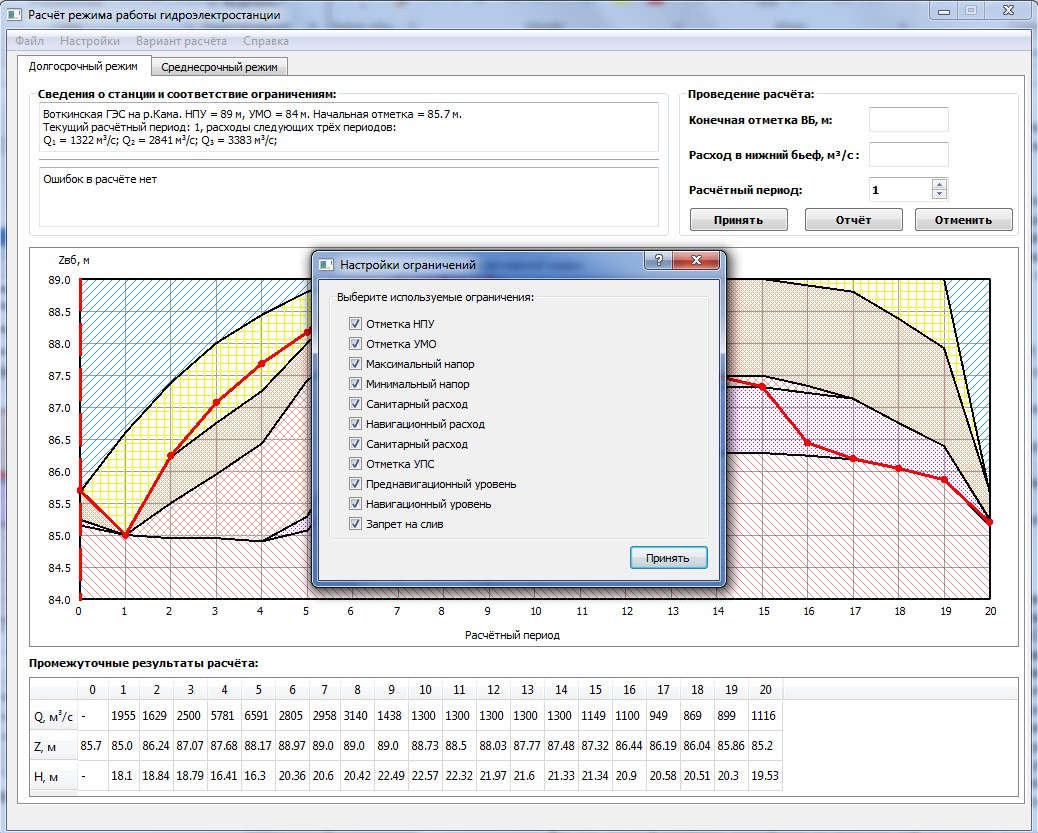 Расчёт режима работы гидроэлектростанции
Файл Настройки Вариант расчёта Справка
Долгосрочный режим Среднесрочный режим
Сведения о станции и соответствие ограничениям:
Воткинская ГЭС на р.Кама. НПУ = 89 м, УМО = 84 м. Начальная отметка = 85.7 м.
Текущий расчётный период: 1, расходы следующих трёх периодов:
Q₁ = 1322 м³/с; Q₂ = 2841 м³/с; Q₃ = 3383 м³/с;
Ошибок в расчёте нет
Проведение расчёта:
Конечная отметка ВБ, м:
Расход в нижний бьеф, м³/с :
Расчётный период: 1
Принять Отчёт Отменить
Zвб, м
89.0
88.5
88.0
87.5
87.0
86.5
86.0
85.5
85.0
84.5
84.0
0 1 2 3 4 5 6 7 8 9 10 11 12 13 14 15 16 17 18 19 20
Расчётный период
Настройки ограничений
?
Выберите используемые ограничения:
Отметка НПУ
Отметка УМО
Максимальный напор
Минимальный напор
Санитарный расход
Навигационный расход
Санитарный расход
Отметка УПС
Преднавигационный уровень
Навигационный уровень
Запрет на слив
Принять
Промежуточные результаты расчёта:
0 1 2 3 4 5 6 7 8 9 10 11 12 13 14 15 16 17 18 19 20
Q, м³/с - 1955 1629 2500 5781 6591 2805 2958 3140 1438 1300 1300 1300 1300 1300 1149 1100 949 869 899 1116
Z, м 85.7 85.0 86.24 87.07 87.68 88.17 88.97 89.0 89.0 89.0 88.73 88.5 88.03 87.77 87.48 87.32 86.44 86.19 86.04 85.86 85.2
H, м - 18.1 18.84 18.79 16.41 16.3 20.36 20.6 20.42 22.49 22.57 22.32 21.97 21.6 21.33 21.34 20.9 20.58 20.51 20.3 19.53